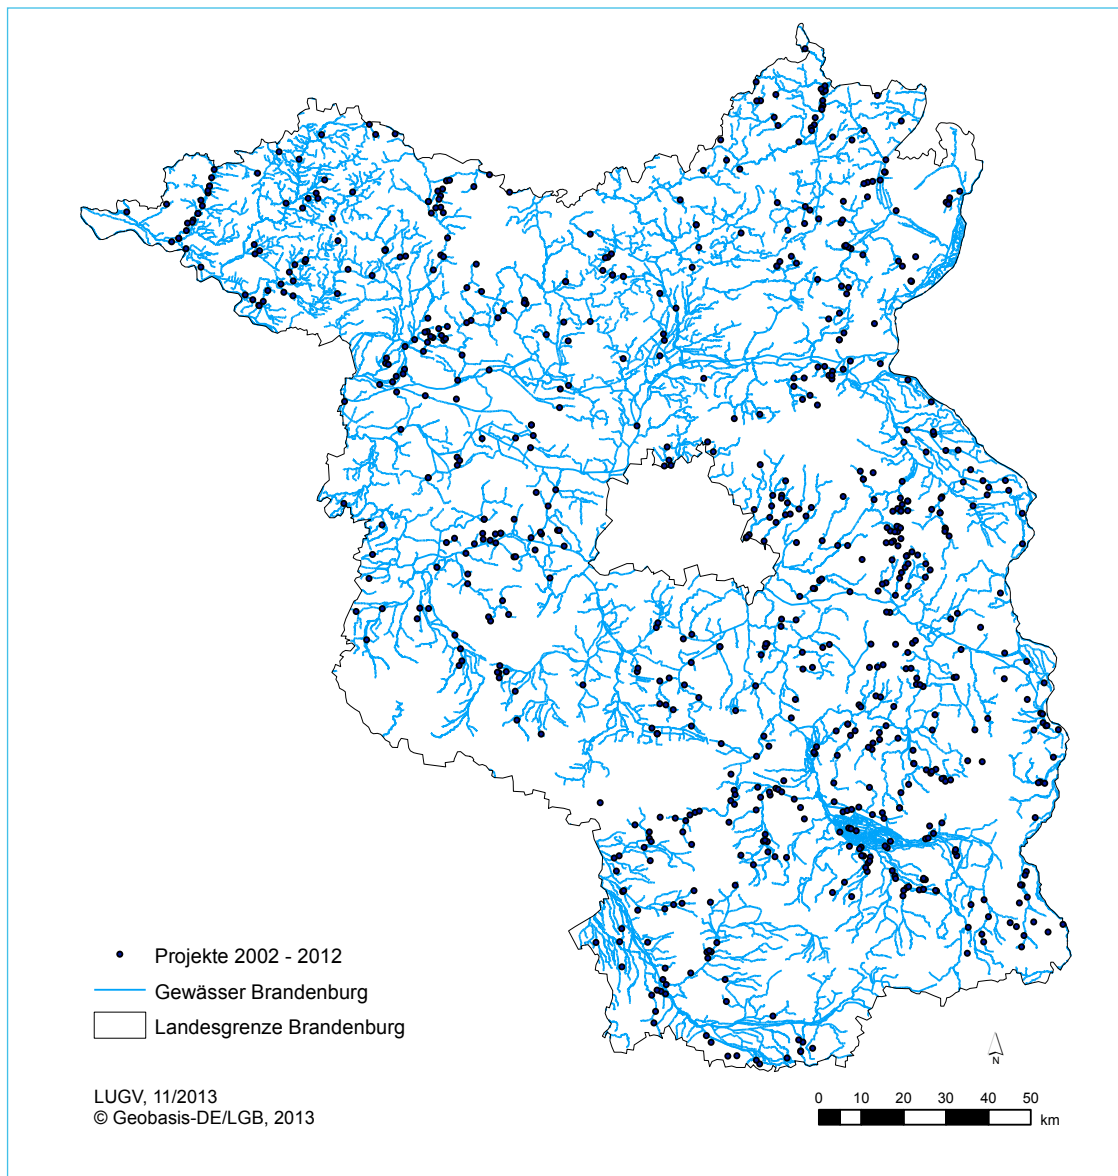 Projekte 2002 - 2012
Gewässer Brandenburg
Landesgrenze Brandenburg
LUGV, 11/2013
© Geobasis-DE/LGB, 2013
N
0 10 20 30 40 50
km